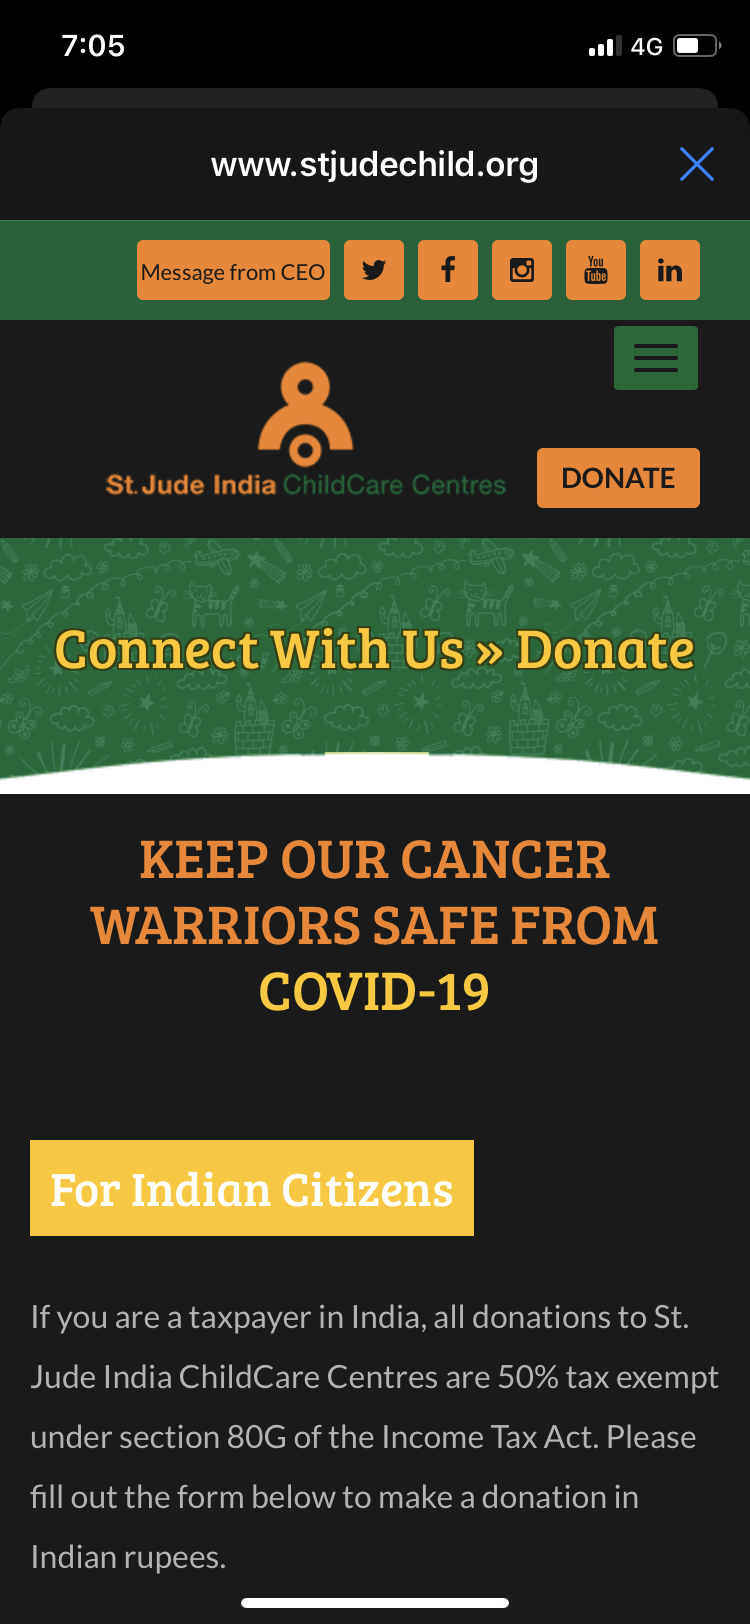 7:05
4G
www.stjudechild.org
Message from CEO
You
Tube
in
St. Jude India ChildCare Centres
DONATE
Connect With Us » Donate
KEEP OUR CANCER
WARRIORS SAFE FROM
COVID-19
For Indian Citizens
If you are a taxpayer in India, all donations to St.
Jude India ChildCare Centres are 50% tax exempt
under section 80G of the Income Tax Act. Please
fill out the form below to make a donation in
Indian rupees.